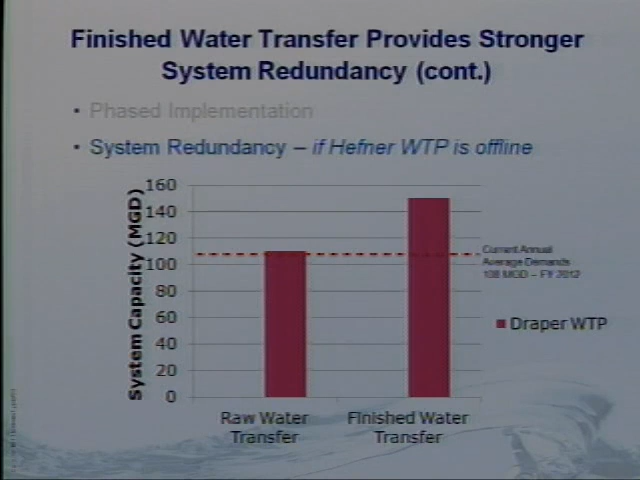 Finished Water Transfer Provides Stronger
System Redundancy (cont.)
• Phased Implementation
• System Redundancy – if Hefner WTP is offline
System Capacity (MGD)
160
140
120
100
80
60
40
20
0
Current Annual
Average Demands
108 MGD – FY 2012
Draper WTP
Raw Water
Transfer
Finished Water
Transfer